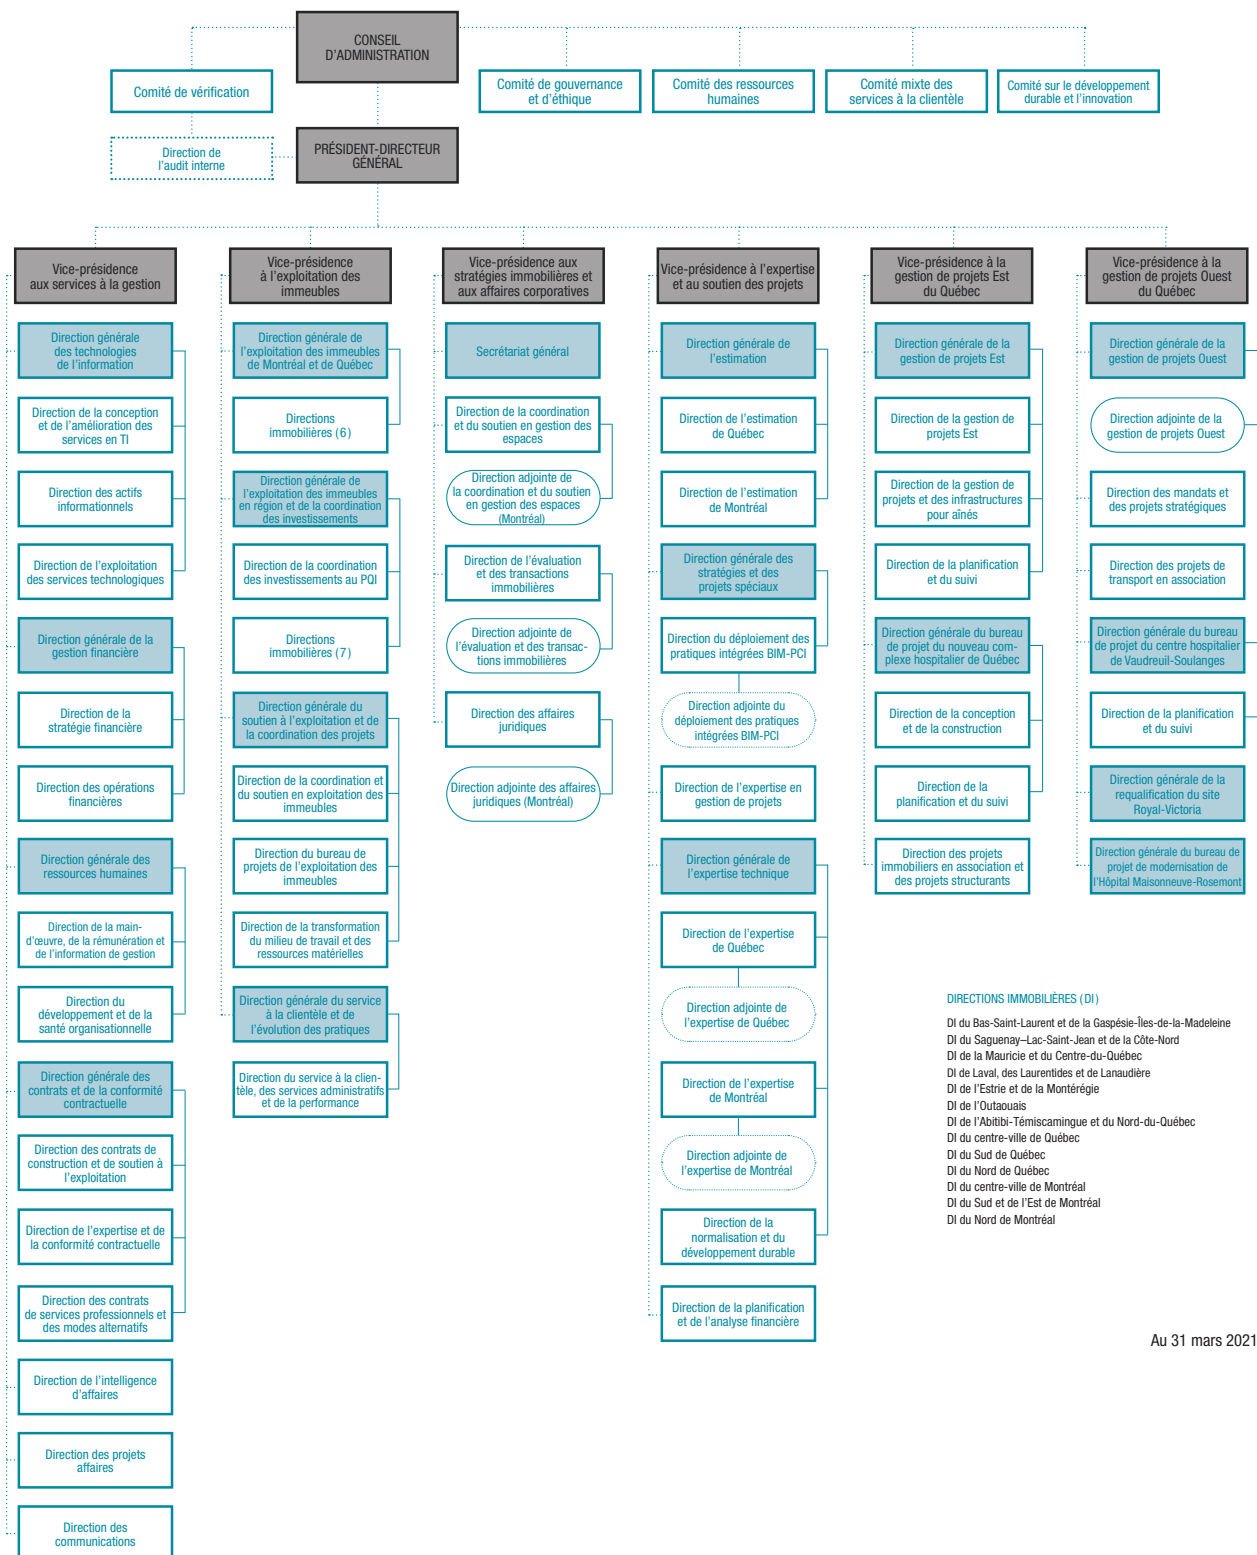 CONSEIL
D'ADMINISTRATION
Comité de vérification
Comité de gouvernance
et d'éthique
Comité des ressources
humaines
Comité mixte des
services à la clientèle
Comité sur le développement
durable et l'innovation
Direction de
l'audit interne
PRÉSIDENT-DIRECTEUR
GÉNÉRAL
Vice-présidence
aux services à la gestion
Direction générale
des technologies
de l'information
Direction de la conception
et de l'amélioration des
services en TI
Direction des actifs
informationnels
Direction de l'exploitation
des services technologiques
Direction générale de la
gestion financière
Direction de la
stratégie financière
Direction des opérations
financières
Direction générale des
ressources humaines
Direction de la main-
d'œuvre, de la rémunération et
de l'information de gestion
Direction du
développement et de la
santé organisationnelle
Direction générale des
contrats et de la conformité
contractuelle
Direction des contrats de
construction et de soutien à
l'exploitation
Direction de l'expertise et de
la conformité contractuelle
Direction des contrats
de services professionnels et
des modes alternatifs
Direction de l'intelligence
d'affaires
Direction des projets
affaires
Direction des
communications
Vice-présidence
à l'exploitation des
immeubles
Direction générale de
l'exploitation des immeubles
de Montréal et de Québec
Directions
immobilières (6)
Direction générale de
l'exploitation des immeubles
en région et de la coordination
des investissements
Direction de la coordination
des investissements au PQI
Directions
immobilières (7)
Direction générale du
soutien à l'exploitation et de
la coordination des projets
Direction de la coordination et
du soutien en exploitation des
immeubles
Direction du bureau de
projets de l'exploitation des
immeubles
Direction de la transformation
du milieu de travail et des
ressources matérielles
Direction générale du service
à la clientèle et de
l'évolution des pratiques
Direction du service à la clien-
tèle, des services administratifs
et de la performance
Vice-présidence aux
stratégies immobilières et
aux affaires corporatives
Secrétariat général
Direction de la coordination
et du soutien en gestion des
espaces
Direction adjointe de
la coordination et du soutien
en gestion des espaces
(Montréal)
Direction de l'évaluation
et des transactions
immobilières
Direction adjointe de
l'évaluation et des transac-
tions immobilières
Direction des affaires
juridiques
Direction adjointe des affaires
juridiques (Montréal)
Vice-présidence à l'expertise
et au soutien des projets
Direction générale de
l'estimation
Direction de l'estimation
de Québec
Direction de l'estimation
de Montréal
Direction générale des
stratégies et des
projets spéciaux
Direction du déploiement des
pratiques intégrées BIM-PCI
Direction adjointe du
déploiement des pratiques
intégrées BIM-PCI
Direction de l'expertise en
gestion de projets
Direction générale de
l'expertise technique
Direction de l'expertise
de Québec
Direction adjointe de
l'expertise de Québec
Direction de l'expertise
de Montréal
Direction adjointe de
l'expertise de Montréal
Direction de la
normalisation et du
développement durable
Direction de la planification
et de l'analyse financière
Vice-présidence à la
gestion de projets Est
du Québec
Direction générale de la
gestion de projets Est
Direction de la gestion de
projets Est
Direction de la gestion de
projets et des infrastructures
pour aînés
Direction de la planification
et du suivi
Direction générale du bureau
de projet du nouveau com-
plexe hospitalier de Québec
Direction de la conception
et de la construction
Direction de la
planification et du suivi
Direction des projets
immobiliers en association et
des projets structurants
Vice-présidence à la
gestion de projets Ouest
du Québec
Direction générale de la
gestion de projets Ouest
Direction adjointe de la
gestion de projets Ouest
Direction des mandats et
des projets stratégiques
Direction des projets de
transport en association
Direction générale du bureau
de projet du centre hospitalier
de Vaudreuil-Soulanges
Direction de la planification
et du suivi
Direction générale de la
requalification du site
Royal-Victoria
Direction générale du bureau de
projet de modernisation de
l'Hôpital Maisonneuve-Rosemont
DIRECTIONS IMMOBILIÈRES (DI)
DI du Bas-Saint-Laurent et de la Gaspésie-Îles-de-la-Madeleine
DI du Saguenay–Lac-Saint-Jean et de la Côte-Nord
DI de la Mauricie et du Centre-du-Québec
DI de Laval, des Laurentides et de Lanaudière
DI de l'Estrie et de la Montérégie
DI de l'Outaouais
DI de l'Abitibi-Témiscamingue et du Nord-du-Québec
DI du centre-ville de Québec
DI du Sud de Québec
DI du Nord de Québec
DI du centre-ville de Montréal
DI du Sud et de l'Est de Montréal
DI du Nord de Montréal
Au 31 mars 2021